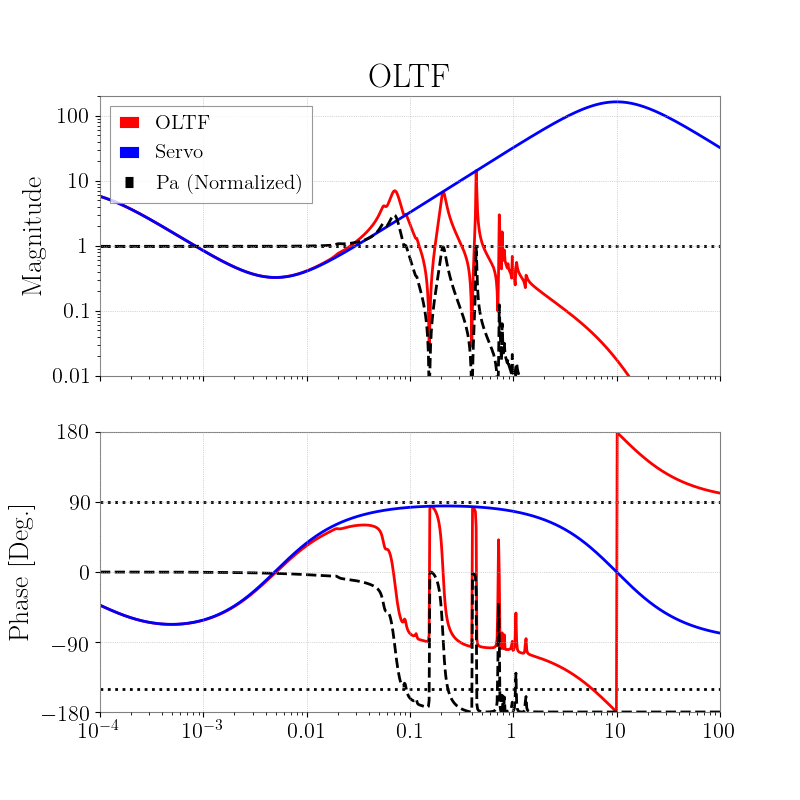 OLTF
Magnitude
100
10
1
0.1
0.01
OLTF
Servo
Pa (Normalized)
Phase [Deg.]
180
90
0
−90
−180
10⁻⁴
10⁻³
0.01
0.1
1
10
100